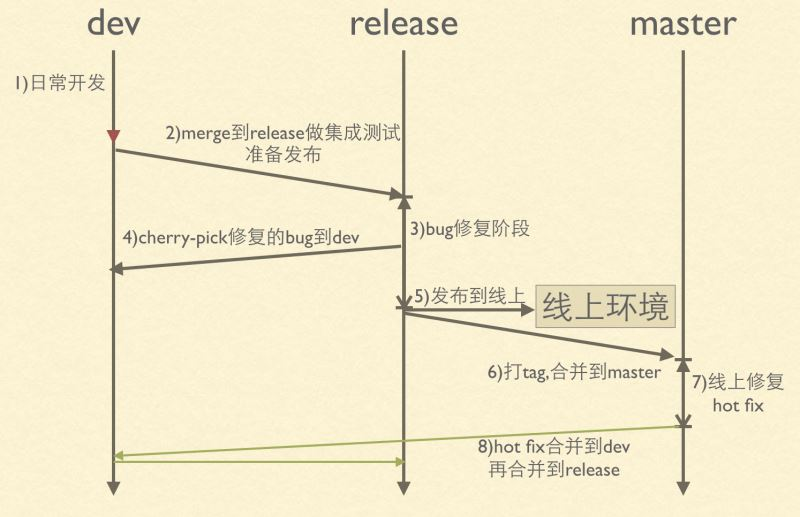 dev
release
master
1)日常开发
2)merge到release做集成测试
准备发布
3)bug修复阶段
4)cherry-pick修复的bug到dev
5)发布到线上
线上环境
6)打tag,合并到master
7)线上修复
hot fix
8)hot fix合并到dev
再合并到release